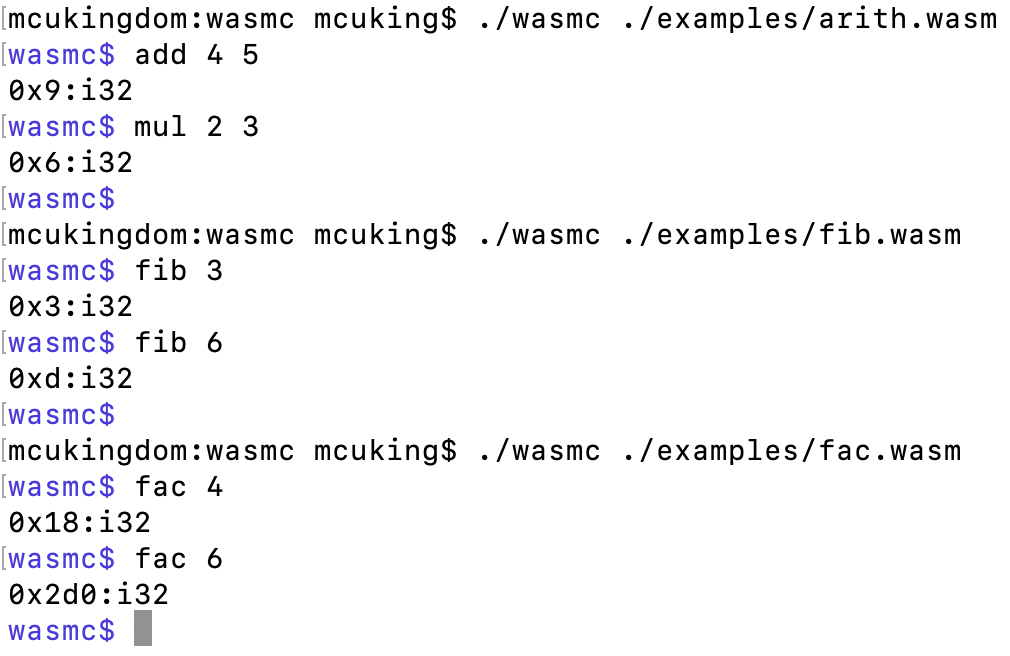 [mcukingdom:wasmc mcuking$ ./wasmc ./examples/arith.wasm
[wasmc$ add 4 5
0x9:i32
[wasmc$ mul 2 3
0x6:i32
[wasmc$
[mcukingdom:wasmc mcuking$ ./wasmc ./examples/fib.wasm
[wasmc$ fib 3
0x3:i32
[wasmc$ fib 6
0xd:i32
[wasmc$
[mcukingdom:wasmc mcuking$ ./wasmc ./examples/fac.wasm
[wasmc$ fac 4
0x18:i32
[wasmc$ fac 6
0x2d0:i32
wasmc$